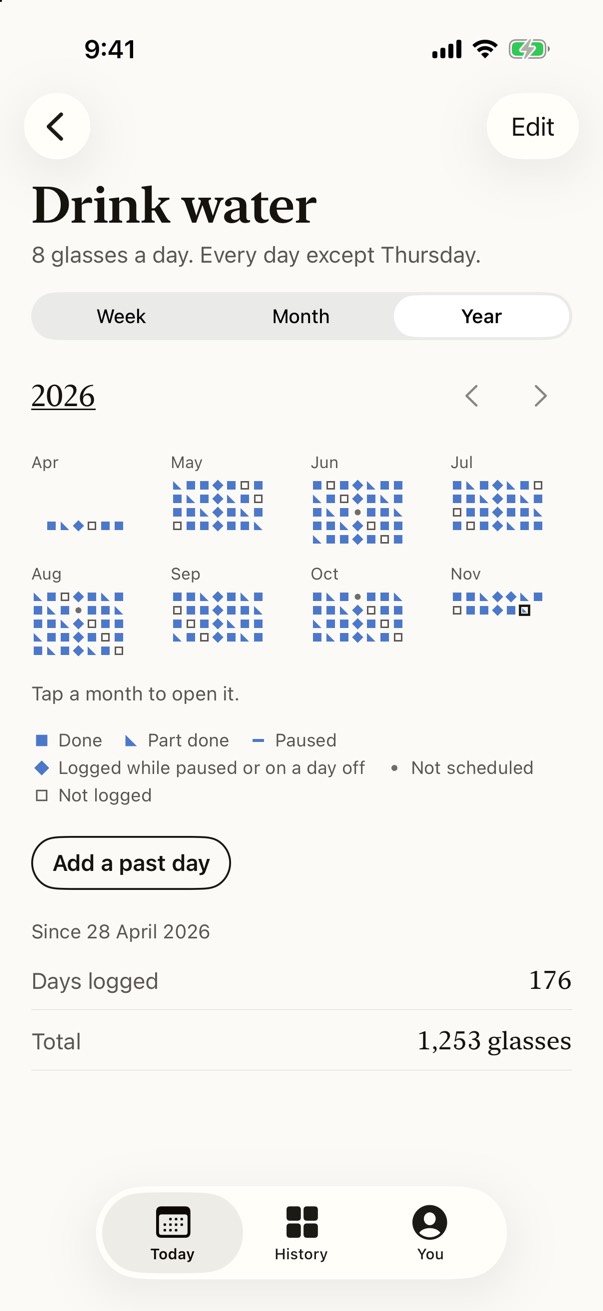 9:41
Edit
Drink water
8 glasses a day. Every day except Thursday.
Week Month Year
2026
Apr May Jun Jul
Aug Sep Oct Nov
Tap a month to open it.
Done Part done Paused
Logged while paused or on a day off Not scheduled
Not logged
Add a past day
Since 28 April 2026
Days logged 176
Total 1,253 glasses
Today History You